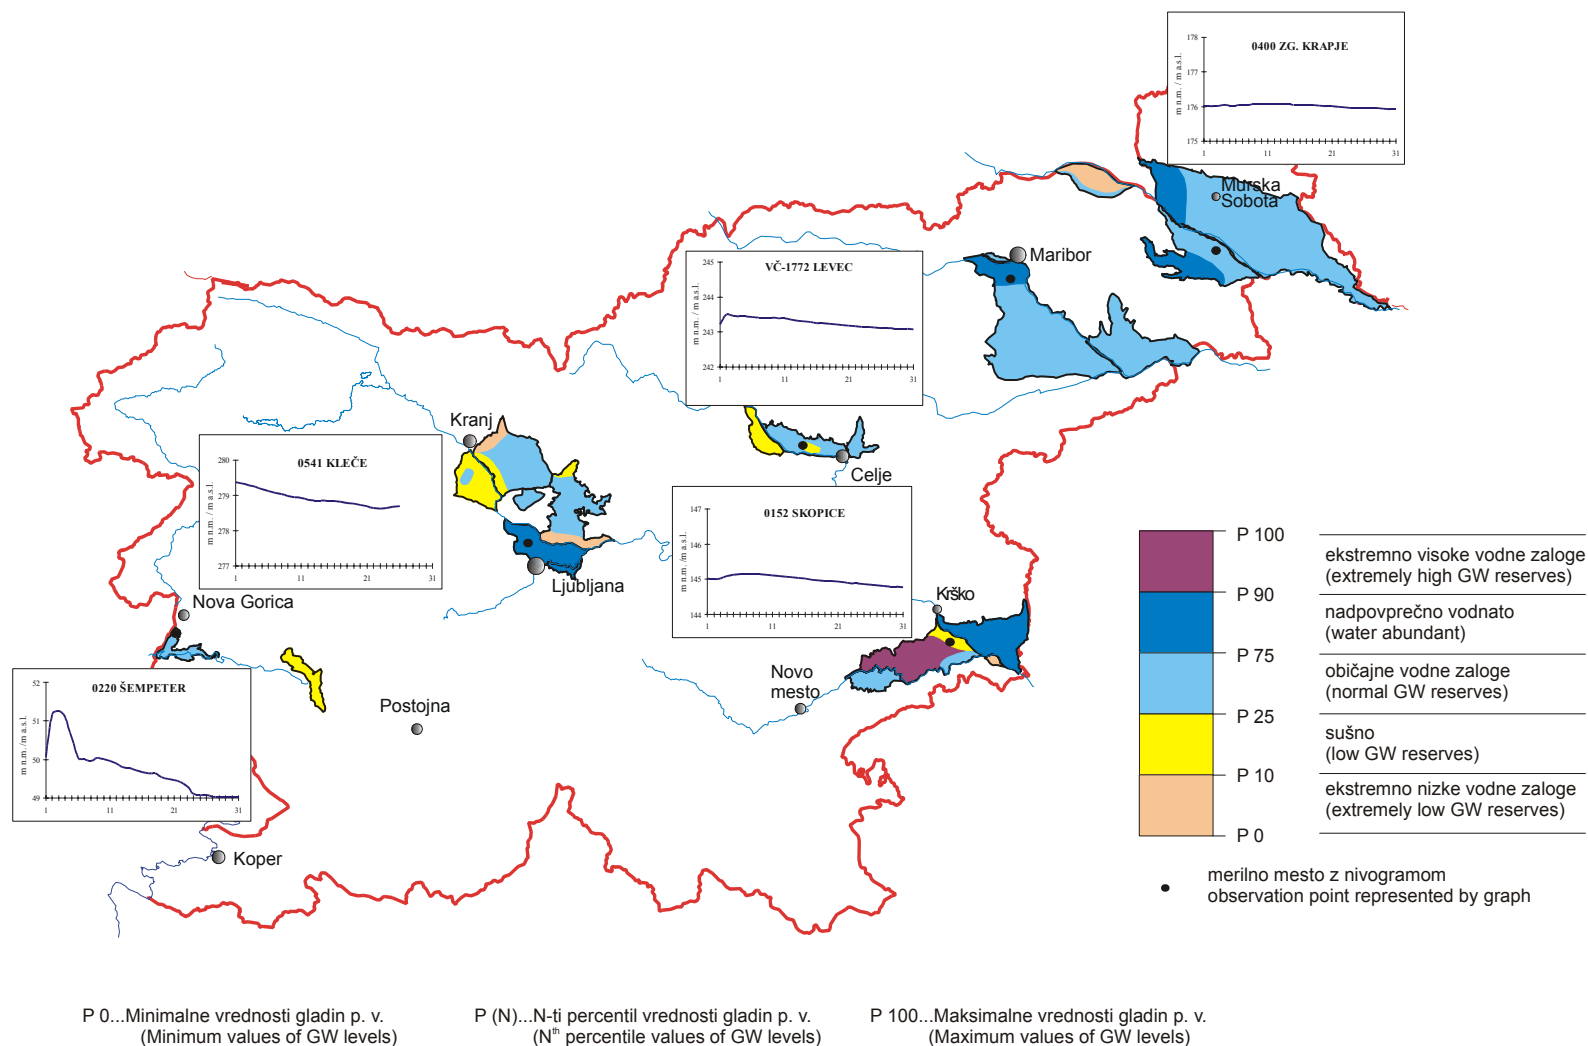 0400 ZG. KRAPJE
m n.m. / m a.s.l.
178
177
176
175
1
11
21
31
Murska
Sobota
Maribor
VČ-1772 LEVEC
m n.m. / m a.s.l.
245
244
243
242
1
11
21
31
Kranj
Celje
0541 KLEČE
m n.m. / m a.s.l.
280
279
278
277
1
11
21
31
0152 SKOPICE
m n.m. /m a.s.l.
147
146
145
144
1
11
21
31
Ljubljana
Nova Gorica
Krško
Novo
mesto
0220 ŠEMPETER
m n.m. /m a.s.l.
52
51
50
49
1
11
21
31
Postojna
Koper
P 100
ekstremno visoke vodne zaloge
(extremely high GW reserves)
P 90
nadpovprečno vodnato
(water abundant)
P 75
običajne vodne zaloge
(normal GW reserves)
P 25
sušno
(low GW reserves)
P 10
ekstremno nizke vodne zaloge
(extremely low GW reserves)
P 0
merilno mesto z nivogramom
observation point represented by graph
P 0...Minimalne vrednosti gladin p. v.
(Minimum values of GW levels)
P (N)...N-ti percentil vrednosti gladin p. v.
(Nth percentile values of GW levels)
P 100...Maksimalne vrednosti gladin p. v.
(Maximum values of GW levels)